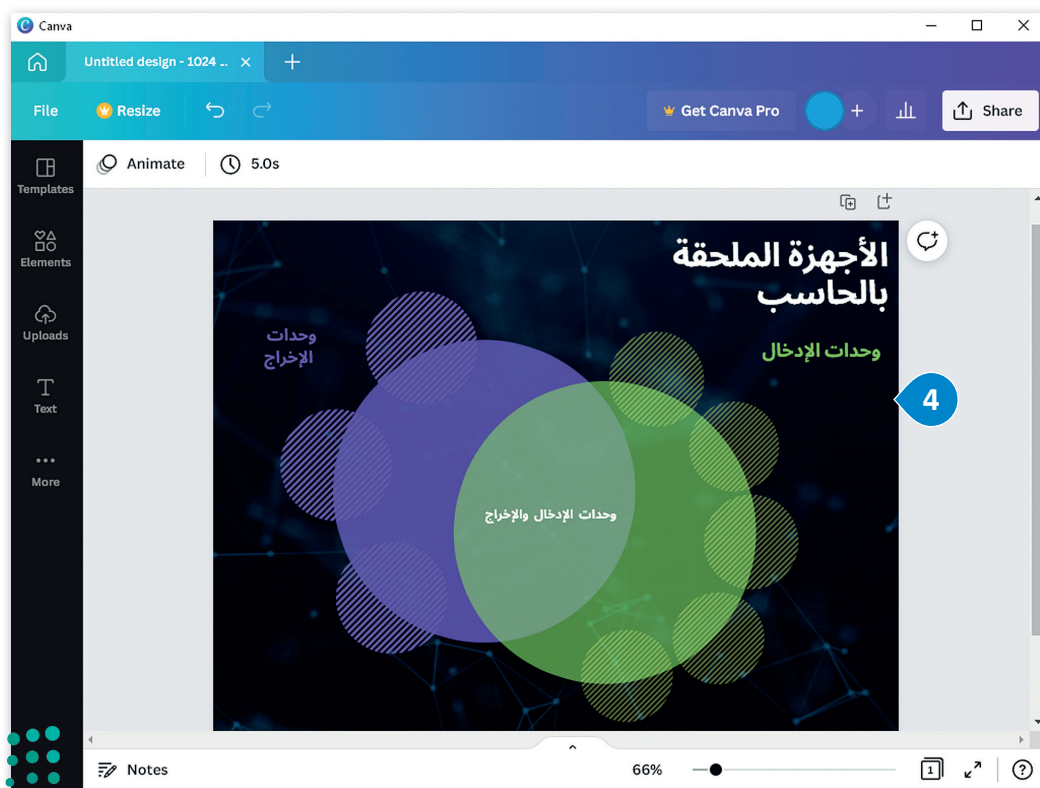 Canva
Untitled design - 1024 ...
File
Resize
Get Canva Pro
Share
Templates
Elements
Uploads
Text
More
Animate
5.0s
الأجهزة الملحقة
بالحاسب
وحدات الإدخال
وحدات
الإخراج
وحدات الإدخال والإخراج
4
Notes
66%
1